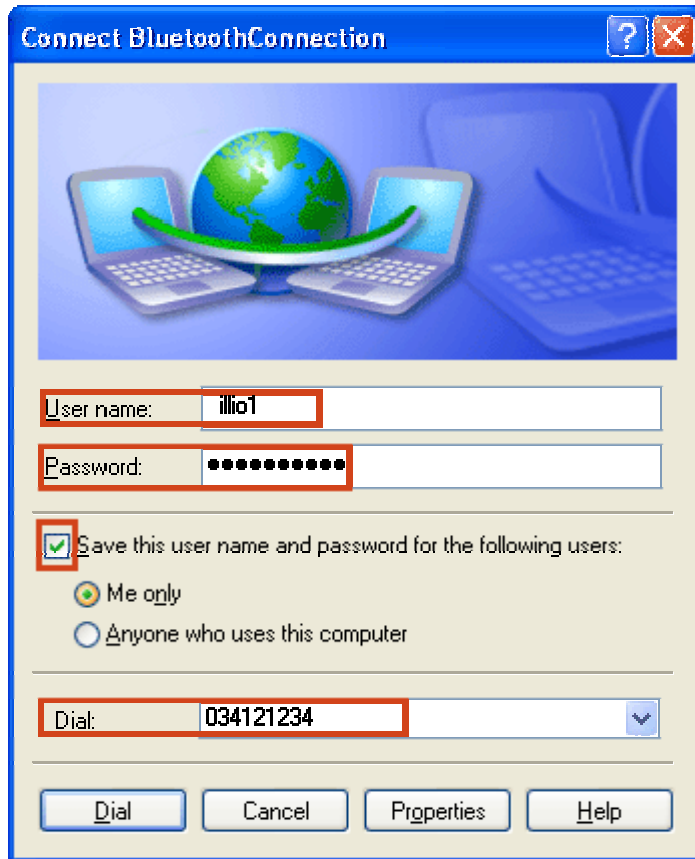 Connect BluetoothConnection
User name: illio1
Password: ●●●●●●●●●●
Save this user name and password for the following users:
Me only
Anyone who uses this computer
Dial: 034121234
Dial Cancel Properties Help